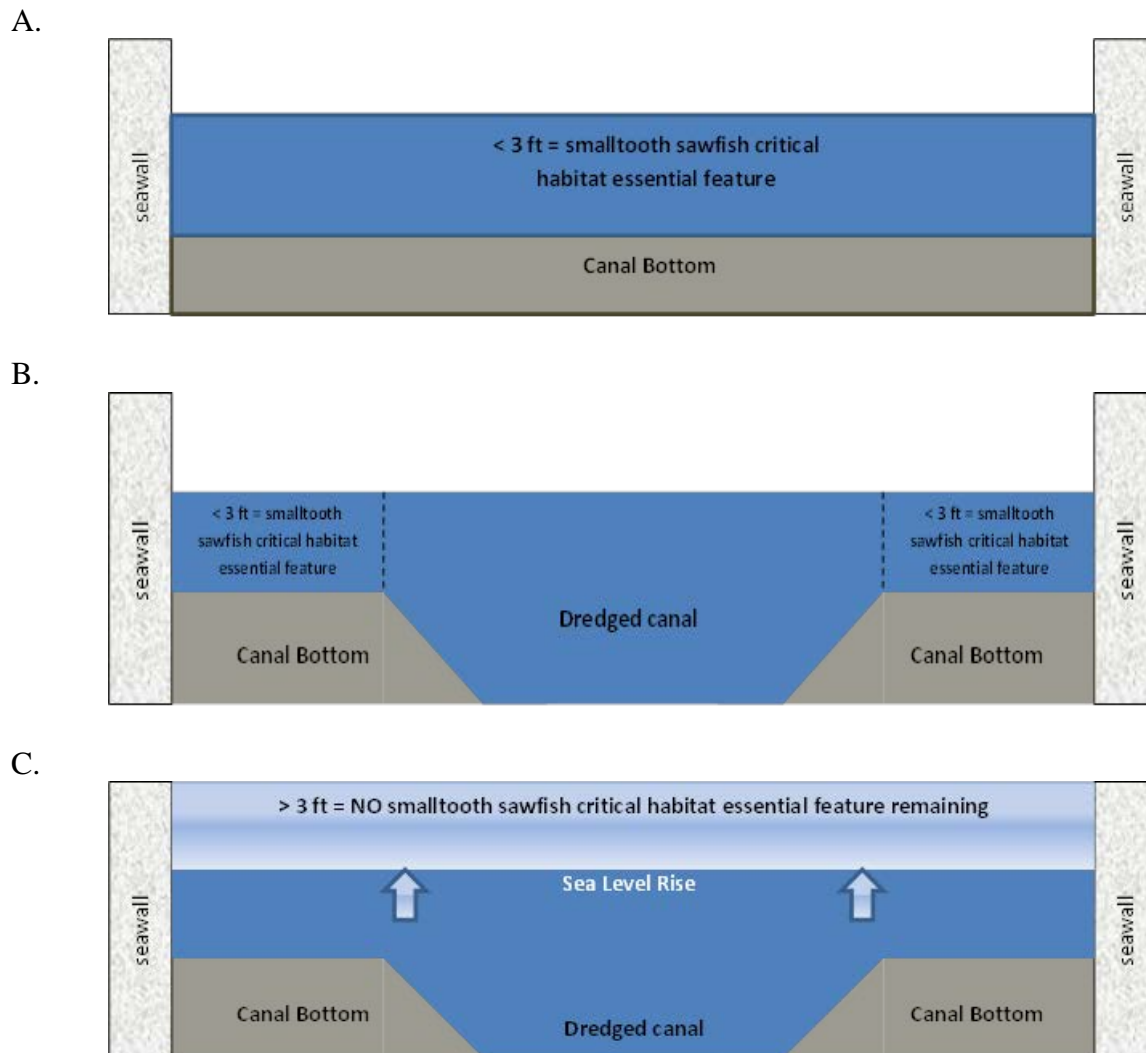 A.
seawall
< 3 ft = smalltooth sawfish critical
habitat essential feature
Canal Bottom
seawall
B.
seawall
< 3 ft = smalltooth
sawfish critical habitat
essential feature
Canal Bottom
Dredged canal
< 3 ft = smalltooth
sawfish critical habitat
essential feature
Canal Bottom
seawall
C.
seawall
> 3 ft = NO smalltooth sawfish critical habitat essential feature remaining
Sea Level Rise
Canal Bottom
Dredged canal
Canal Bottom
seawall